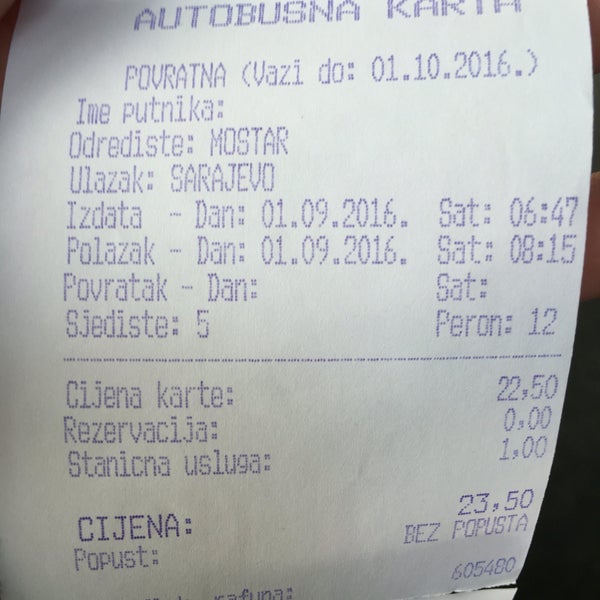 AUTOBUSNA KARTA
POVRATNA (Vazi do: 01.10.2016.)
Ime putnika:
Odrediste: MOSTAR
Ulazak: SARAJEVO
Izdata - Dan: 01.09.2016. Sat: 06:47
Polazak - Dan: 01.09.2016. Sat: 08:15
Povratak - Dan: Sat:
Sjediste: 5 Peron: 12
Cijena karte: 22,50
Rezervacija: 0,00
Stanicna usluga: 1,00
CIJENA: 23,50
Popust: BEZ POPUSTA
605480